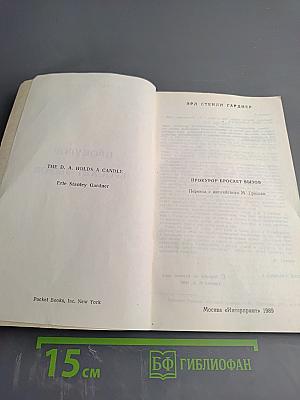 THE D. A. HOLDS A CANDLE
Erle Stanley Gardner
Pocket Books, Inc. New York
ЭРЛ СТЕНЛИ ГАРДНЕР
ПРОКУРОР БРОСАЕТ ВЫЗОВ
Перевод с английского М.
Москва «Интерпринт» 1989
15 см
БФ ГИБЛИОФАН